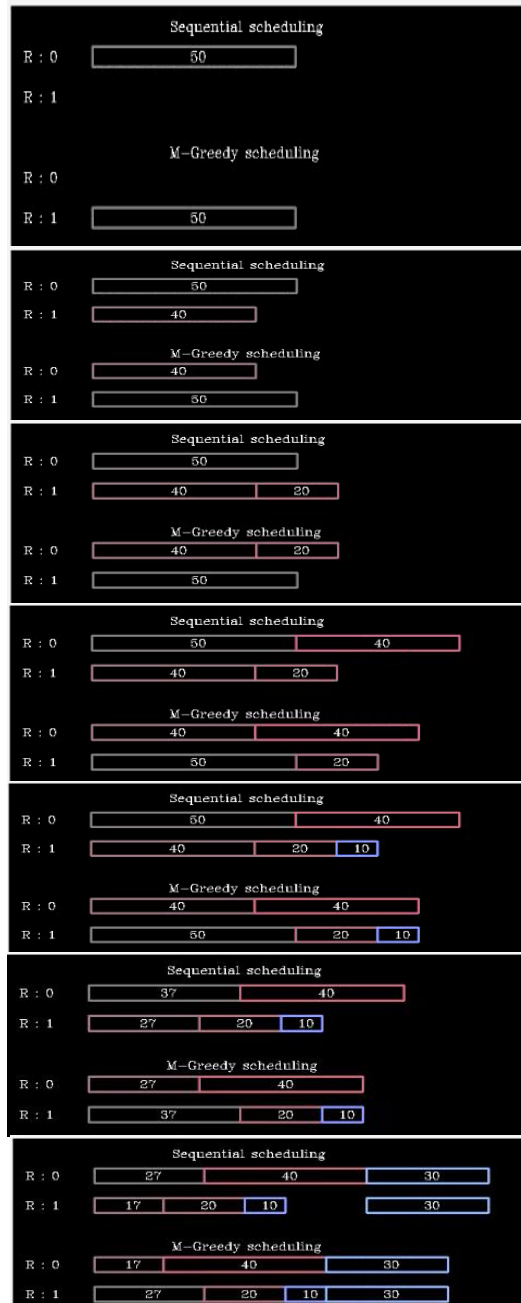 Sequential scheduling
R : 0 50
R : 1
M-Greedy scheduling
R : 0
R : 1 50
Sequential scheduling
R : 0 50
R : 1 40
M-Greedy scheduling
R : 0 40
R : 1 50
Sequential scheduling
R : 0 50
R : 1 40 20
M-Greedy scheduling
R : 0 40 20
R : 1 50
Sequential scheduling
R : 0 50 40
R : 1 40 20
M-Greedy scheduling
R : 0 40 40
R : 1 50 20
Sequential scheduling
R : 0 50 40
R : 1 40 20 10
M-Greedy scheduling
R : 0 40 40
R : 1 50 20 10
Sequential scheduling
R : 0 37 40
R : 1 27 20 10
M-Greedy scheduling
R : 0 27 40
R : 1 37 20 10
Sequential scheduling
R : 0 27 40 30
R : 1 17 20 10 30
M-Greedy scheduling
R : 0 17 40 30
R : 1 27 20 10 30